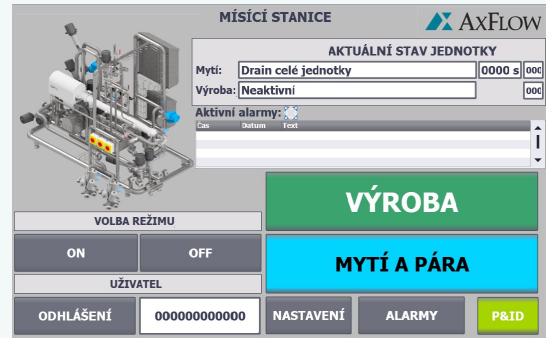 MÍSÍCÍ STANICE
AxFlow
AKTUÁLNÍ STAV JEDNOTKY
Mytí: Drain celé jednotky 0000 s 000
Výroba: Neaktivní 000
Aktivní alarmy:
Čas Datum Text
VÝROBA
VOLBA REŽIMU
ON OFF
MYTÍ A PÁRA
UŽIVATEL
ODHLÁŠENÍ 000000000000 NASTAVENÍ ALARMY P&ID